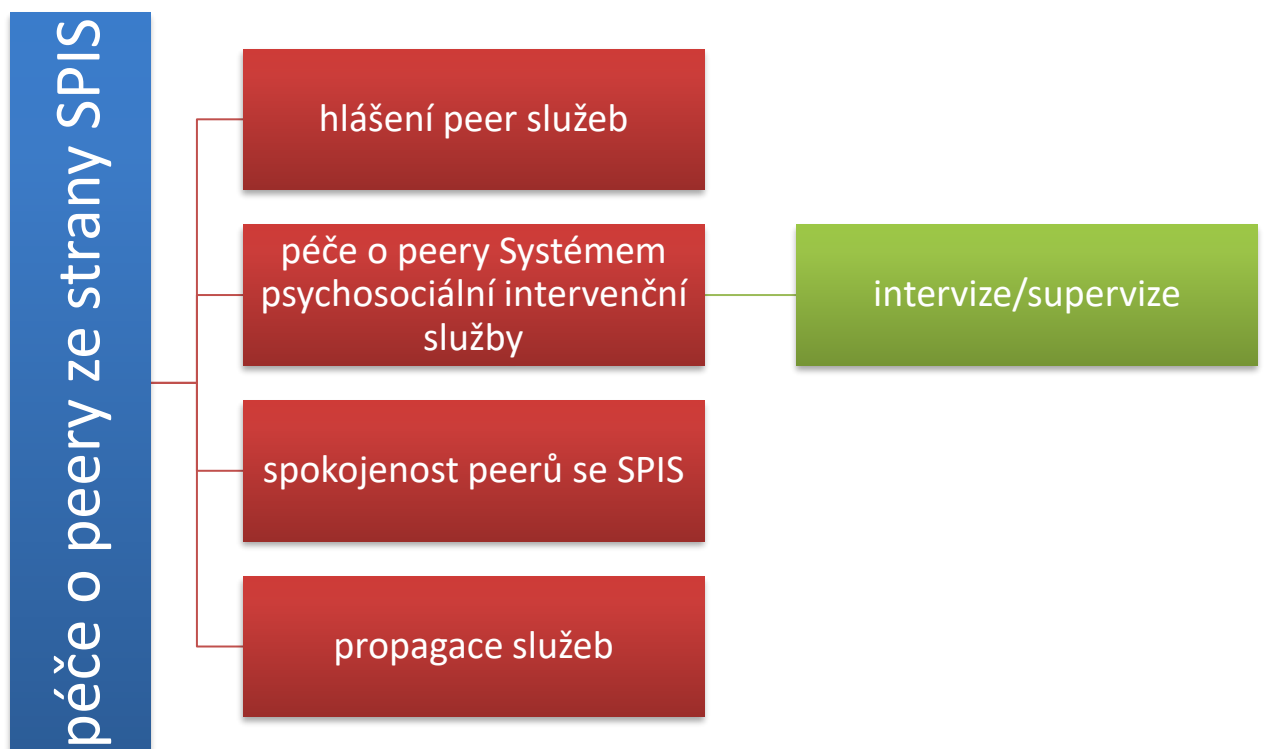 péče o peery ze strany SPIS
hlášení peer služeb
péče o peery Systémem
psychosociální intervenční
služby
intervize/supervize
spokojenost peerů se SPIS
propagace služeb